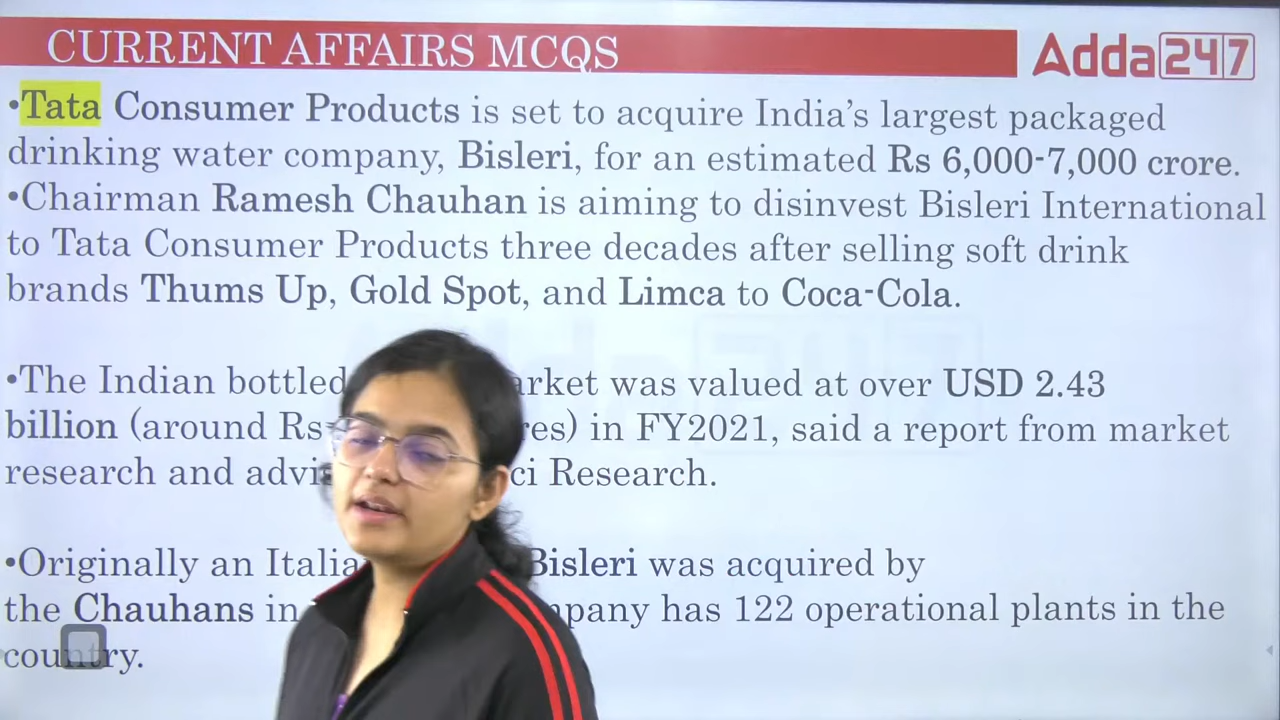 CURRENT AFFAIRS MCQS
Adda247
•Tata Consumer Products is set to acquire India's largest packaged
drinking water company, Bisleri, for an estimated Rs 6,000-7,000 crore.
•Chairman Ramesh Chauhan is aiming to disinvest Bisleri International
to Tata Consumer Products three decades after selling soft drink
brands Thums Up, Gold Spot, and Limca to Coca-Cola.
•The Indian bottled arket was valued at over USD 2.43
billion (around Rs res) in FY2021, said a report from market
research and advi ci Research.
•Originally an Italia Bisleri was acquired by
the Chauhans in mpany has 122 operational plants in the
country.